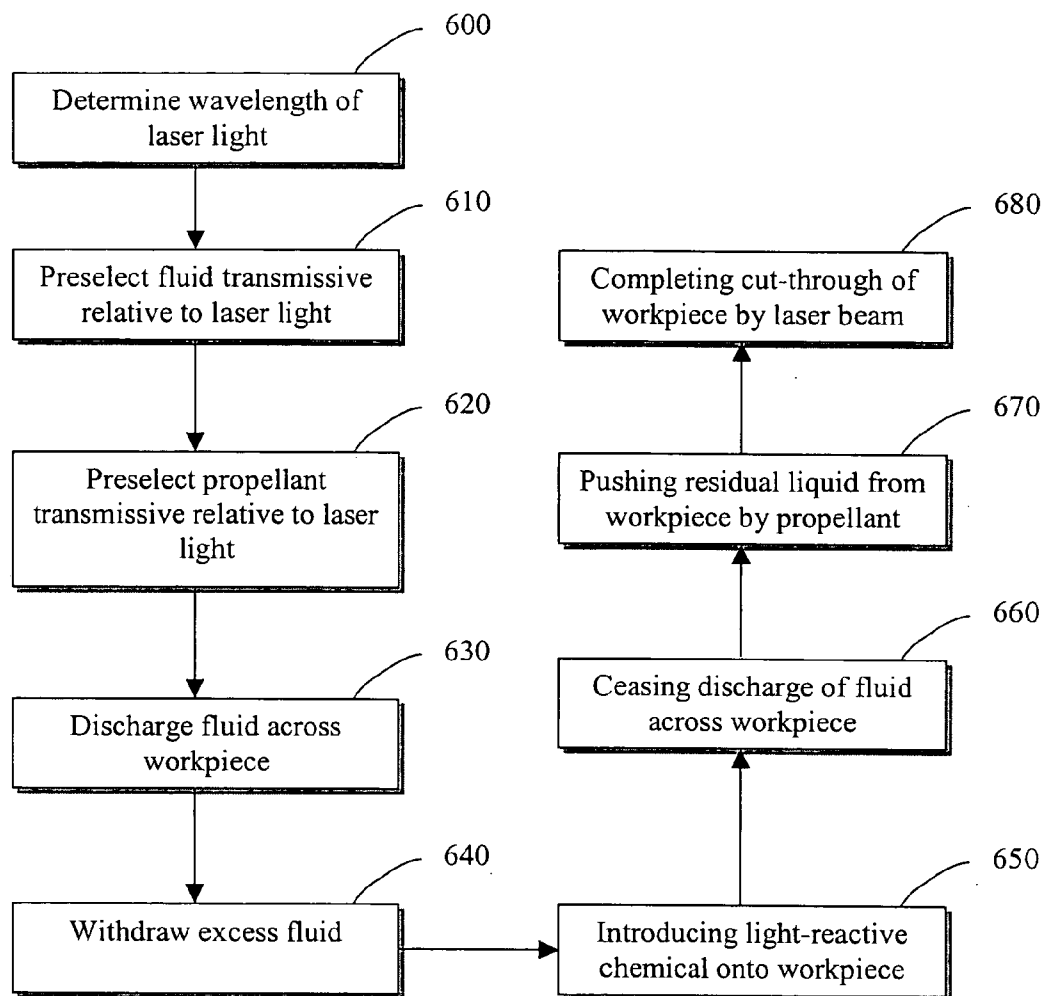 600
Determine wavelength of
laser light
610
Preselect fluid transmissive
relative to laser light
620
Preselect propellant
transmissive relative to laser
light
630
Discharge fluid across
workpiece
640
Withdraw excess fluid
650
Introducing light-reactive
chemical onto workpiece
660
Ceasing discharge of fluid
across workpiece
670
Pushing residual liquid from
workpiece by propellant
680
Completing cut-through of
workpiece by laser beam